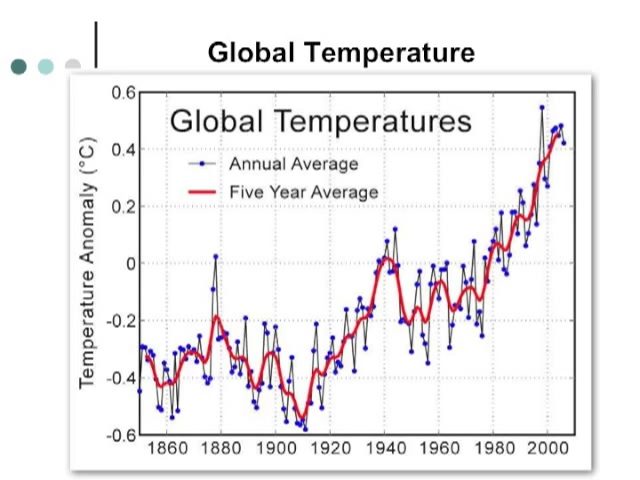 Global Temperature
Global Temperatures
Annual Average
Five Year Average
Temperature Anomaly (°C)
0.6
0.4
0.2
0
-0.2
-0.4
-0.6
1860 1880 1900 1920 1940 1960 1980 2000